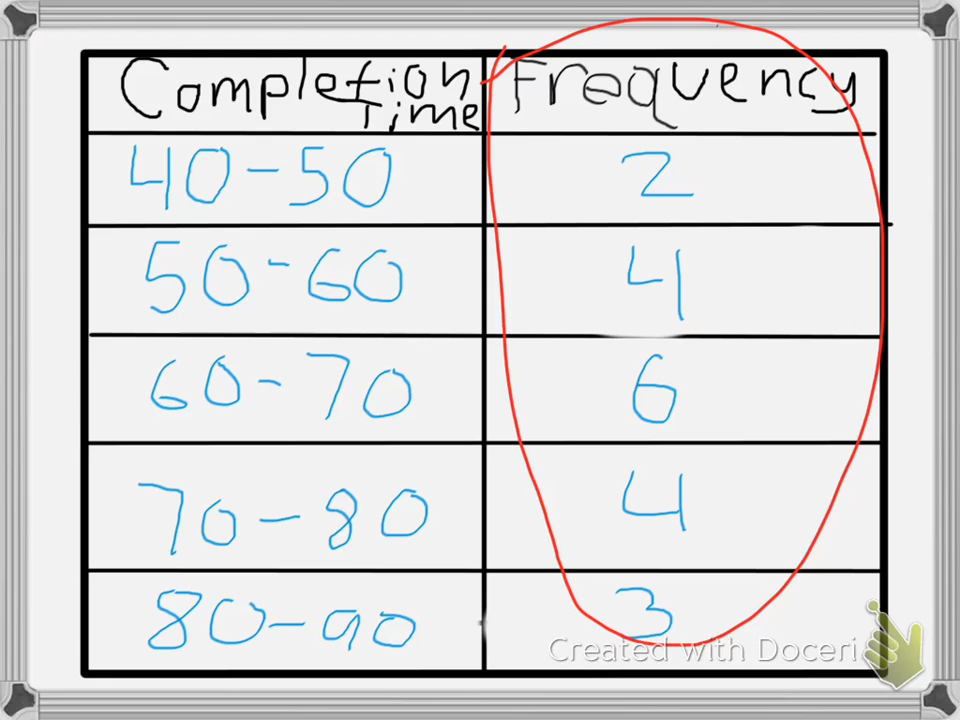 Completion Time Frequency
40-50 2
50-60 4
60-70 6
70-80 4
80-90 3
Created with Doceri